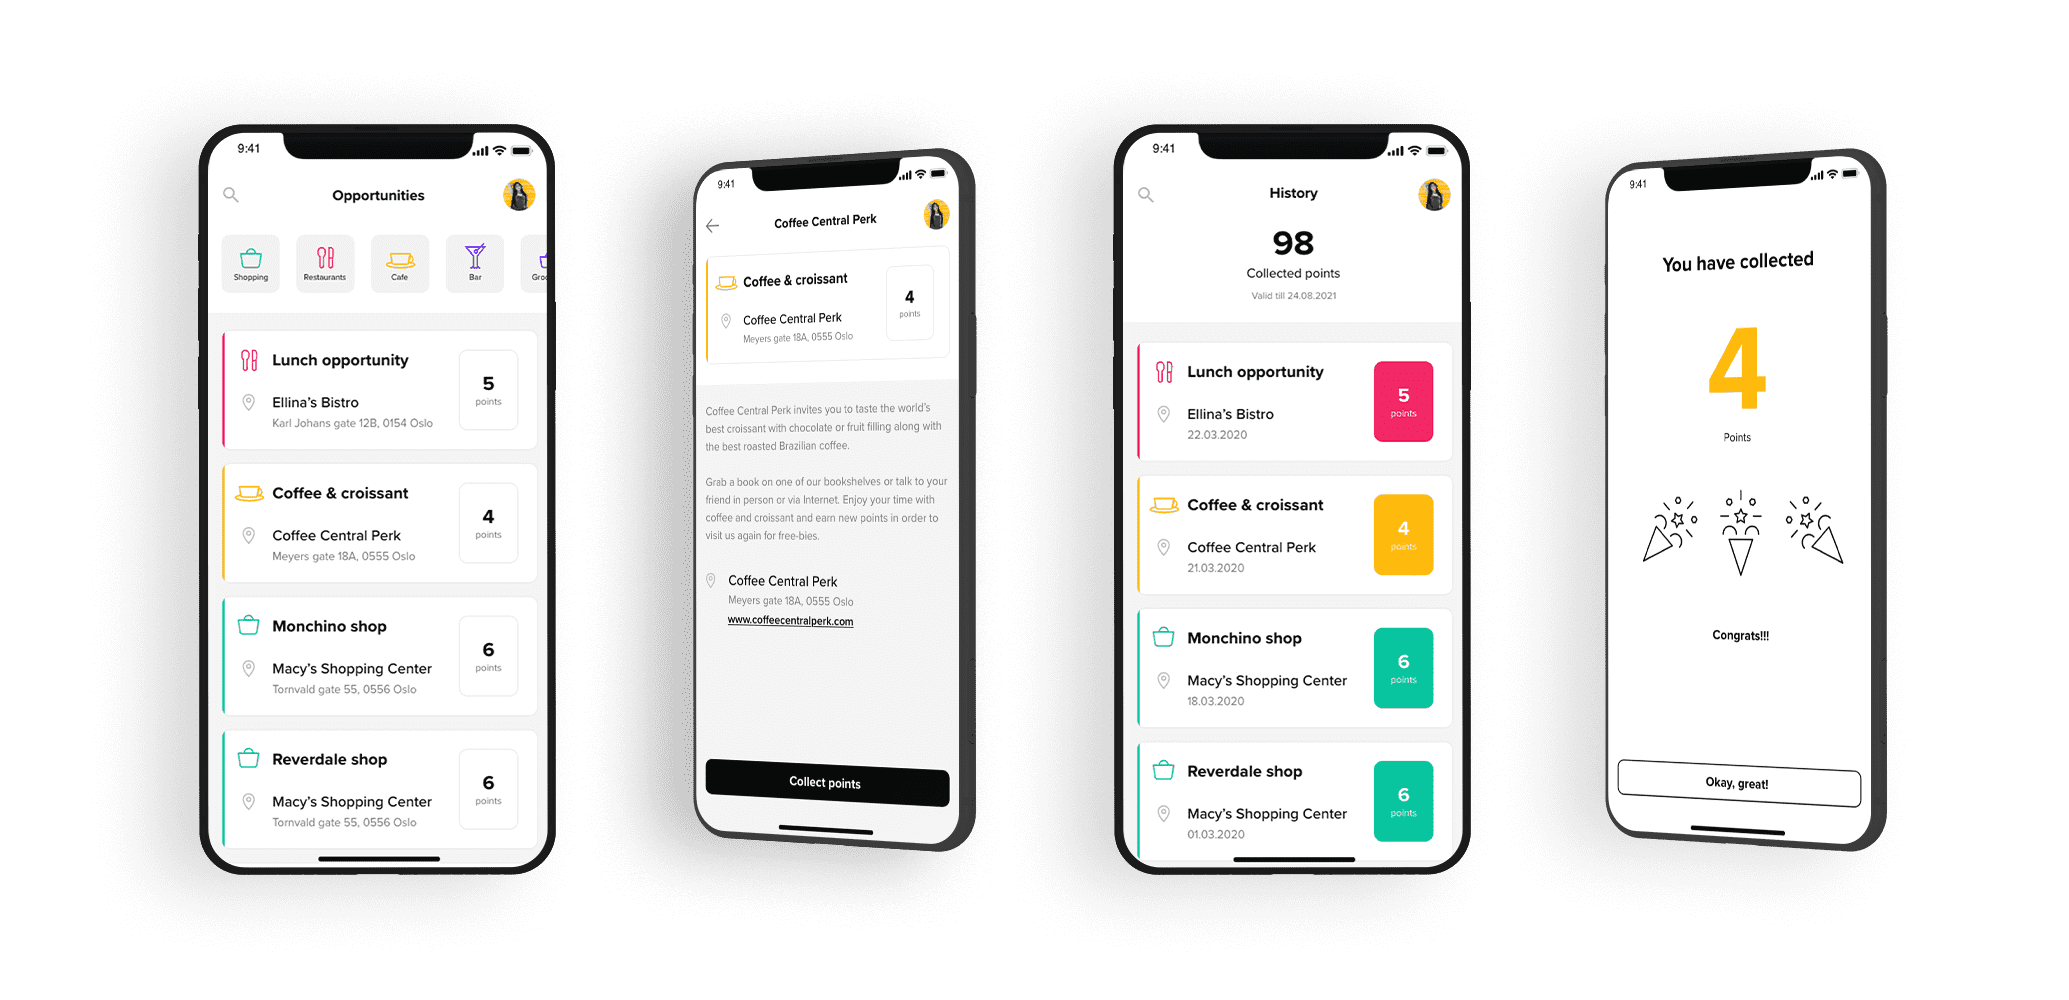 9:41
Opportunities
Shopping
Restaurants
Cafe
Bar
Groc
Lunch opportunity
Ellina's Bistro
Karl Johans gate 12B, 0154 Oslo
5
points
Coffee & croissant
Coffee Central Perk
Meyers gate 18A, 0555 Oslo
4
points
Monchino shop
Macy's Shopping Center
Tornvald gate 55, 0556 Oslo
6
points
Reverdale shop
Macy's Shopping Center
Tornvald gate 55, 0556 Oslo
6
points
9:41
Coffee Central Perk
Coffee & croissant
Coffee Central Perk
Meyers gate 18A, 0555 Oslo
4
points
Coffee Central Perk invites you to taste the world's
best croissant with chocolate or fruit filling along with
the best roasted Brazilian coffee.
Grab a book on one of our bookshelves or talk to your
friend in person or via Internet. Enjoy your time with
coffee and croissant and earn new points in order to
visit us again for free-bies.
Coffee Central Perk
Meyers gate 18A, 0555 Oslo
www.coffeecentralperk.com
Collect points
9:41
History
98
Collected points
Valid till 24.08.2021
Lunch opportunity
Ellina's Bistro
22.03.2020
5
points
Coffee & croissant
Coffee Central Perk
21.03.2020
4
points
Monchino shop
Macy's Shopping Center
18.03.2020
6
points
Reverdale shop
Macy's Shopping Center
01.03.2020
6
points
9:41
You have collected
4
Points
Congrats!!!
Okay, great!